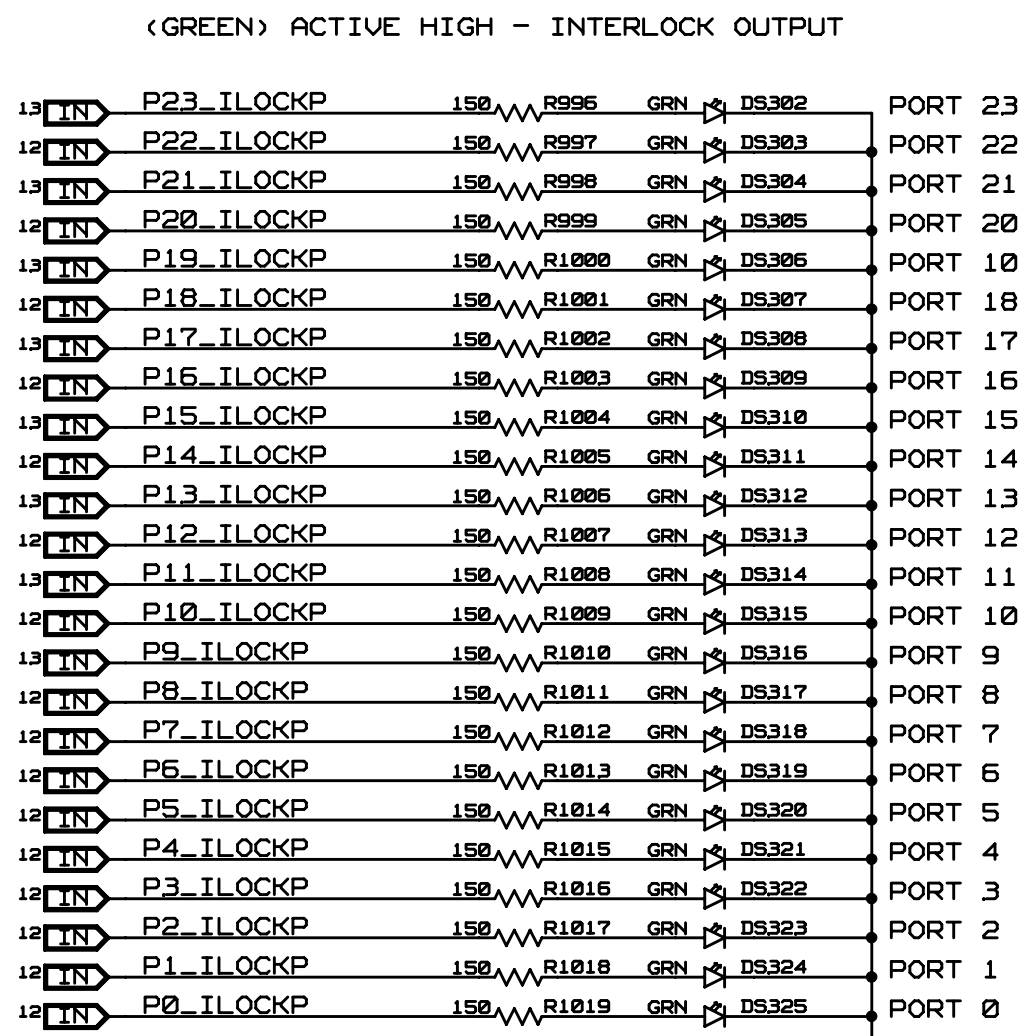 (GREEN) ACTIVE HIGH - INTERLOCK OUTPUT
13 IN P23_ILOCKP 150 R996 GRN DS302 PORT 23
12 IN P22_ILOCKP 150 R997 GRN DS303 PORT 22
13 IN P21_ILOCKP 150 R998 GRN DS304 PORT 21
12 IN P20_ILOCKP 150 R999 GRN DS305 PORT 20
13 IN P19_ILOCKP 150 R1000 GRN DS306 PORT 10
12 IN P18_ILOCKP 150 R1001 GRN DS307 PORT 18
13 IN P17_ILOCKP 150 R1002 GRN DS308 PORT 17
12 IN P16_ILOCKP 150 R1003 GRN DS309 PORT 16
13 IN P15_ILOCKP 150 R1004 GRN DS310 PORT 15
12 IN P14_ILOCKP 150 R1005 GRN DS311 PORT 14
13 IN P13_ILOCKP 150 R1006 GRN DS312 PORT 13
12 IN P12_ILOCKP 150 R1007 GRN DS313 PORT 12
13 IN P11_ILOCKP 150 R1008 GRN DS314 PORT 11
12 IN P10_ILOCKP 150 R1009 GRN DS315 PORT 10
13 IN P9_ILOCKP 150 R1010 GRN DS316 PORT 9
12 IN P8_ILOCKP 150 R1011 GRN DS317 PORT 8
12 IN P7_ILOCKP 150 R1012 GRN DS318 PORT 7
12 IN P6_ILOCKP 150 R1013 GRN DS319 PORT 6
12 IN P5_ILOCKP 150 R1014 GRN DS320 PORT 5
12 IN P4_ILOCKP 150 R1015 GRN DS321 PORT 4
12 IN P3_ILOCKP 150 R1016 GRN DS322 PORT 3
12 IN P2_ILOCKP 150 R1017 GRN DS323 PORT 2
12 IN P1_ILOCKP 150 R1018 GRN DS324 PORT 1
12 IN P0_ILOCKP 150 R1019 GRN DS325 PORT 0